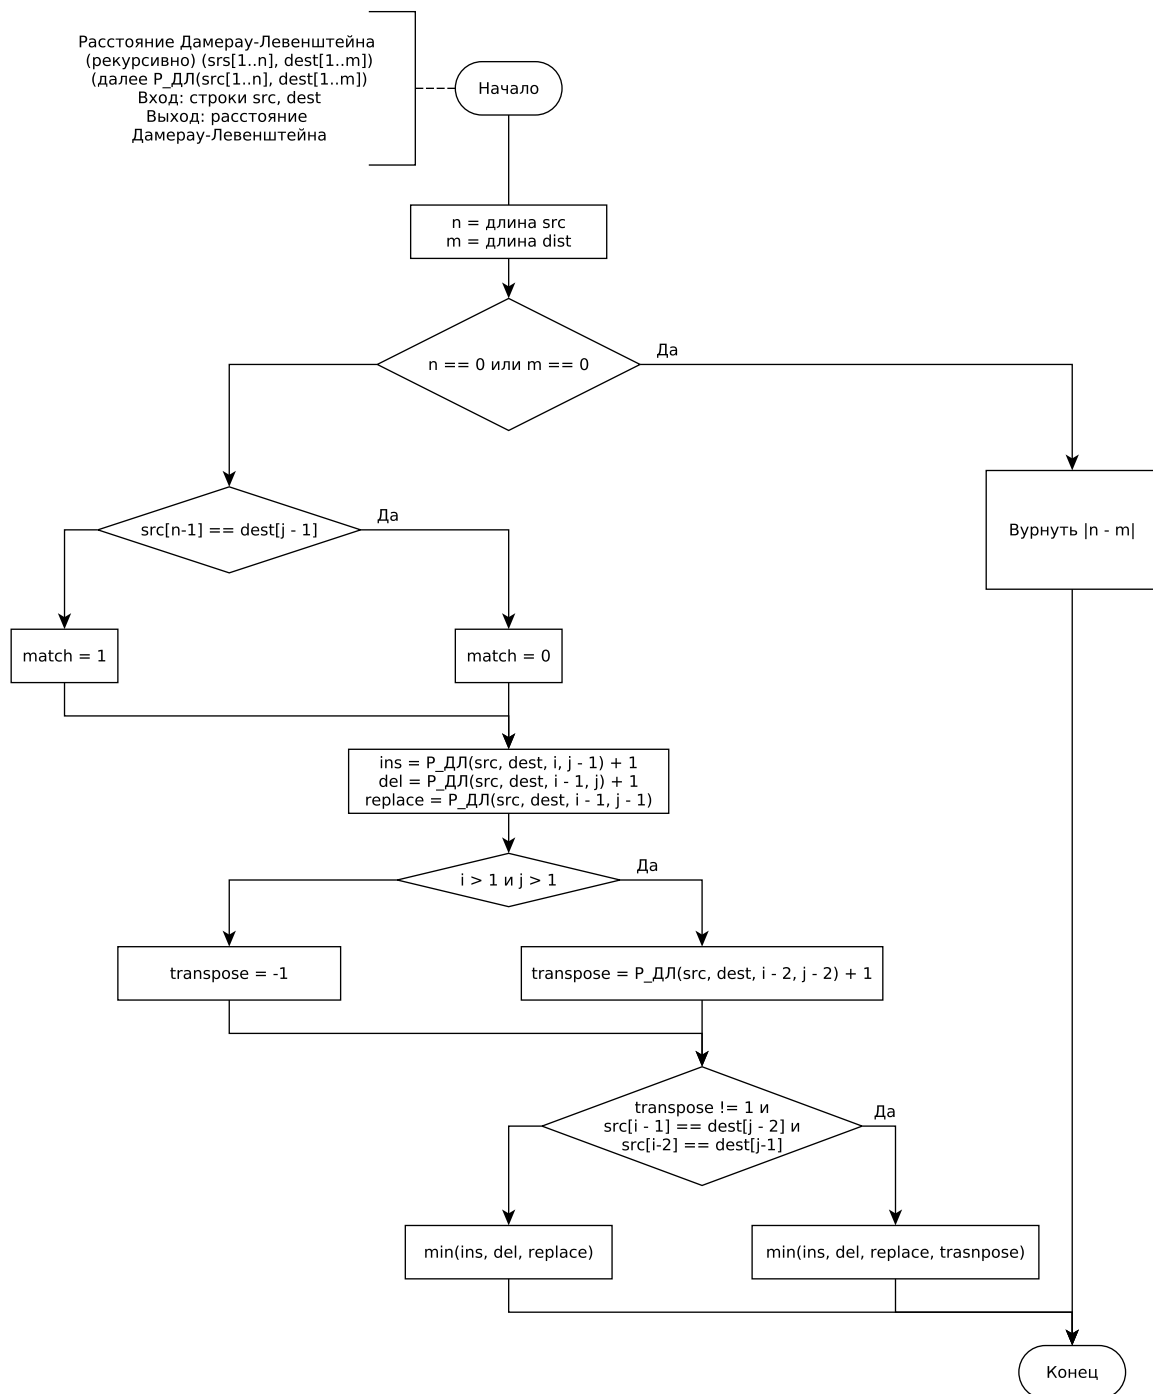 Расстояние Дамерау-Левенштейна
(рекурсивно) (srs[1..n], dest[1..m])
(далее Р_ДЛ(src[1..n], dest[1..m])
Вход: строки src, dest
Выход: расстояние
Дамерау-Левенштейна
Начало
n = длина src
m = длина dist
n == 0 или m == 0
Да
src[n-1] == dest[j - 1]
Да
Вурнуть |n - m|
match = 1
match = 0
ins = Р_ДЛ(src, dest, i, j - 1) + 1
del = Р_ДЛ(src, dest, i - 1, j) + 1
replace = Р_ДЛ(src, dest, i - 1, j - 1)
i > 1 и j > 1
Да
transpose = -1
transpose = Р_ДЛ(src, dest, i - 2, j - 2) + 1
transpose != 1 и
src[i - 1] == dest[j - 2] и
src[i-2] == dest[j-1]
Да
min(ins, del, replace)
min(ins, del, replace, trasnpose)
Конец